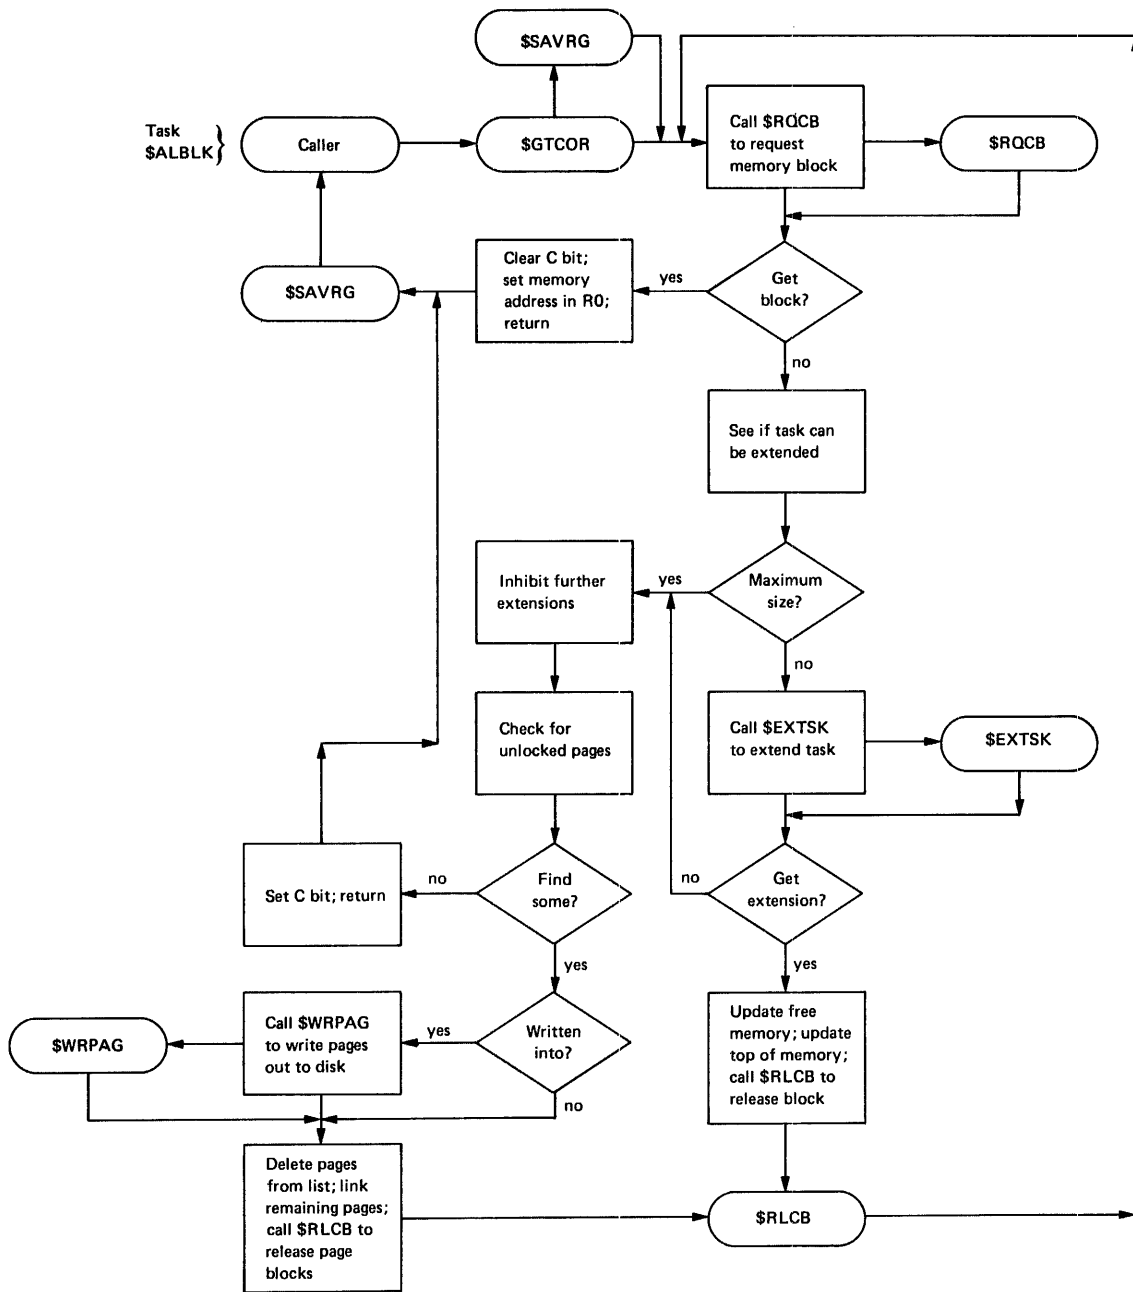 $SAVRG
Task
$ALBLK
Caller
$GTCOR
Call $RQCB
to request
memory block
$RQCB
$SAVRG
Clear C bit;
set memory
address in R0;
return
yes
Get
block?
no
See if task can
be extended
Inhibit further
extensions
yes
Maximum
size?
no
Check for
unlocked pages
Call $EXTSK
to extend task
$EXTSK
Set C bit; return
no
Find
some?
no
Get
extension?
yes
yes
$WRPAG
Call $WRPAG
to write pages
out to disk
yes
Written
into?
no
Update free
memory; update
top of memory;
call $RLCB to
release block
Delete pages
from list; link
remaining pages;
call $RLCB to
release page
blocks
$RLCB